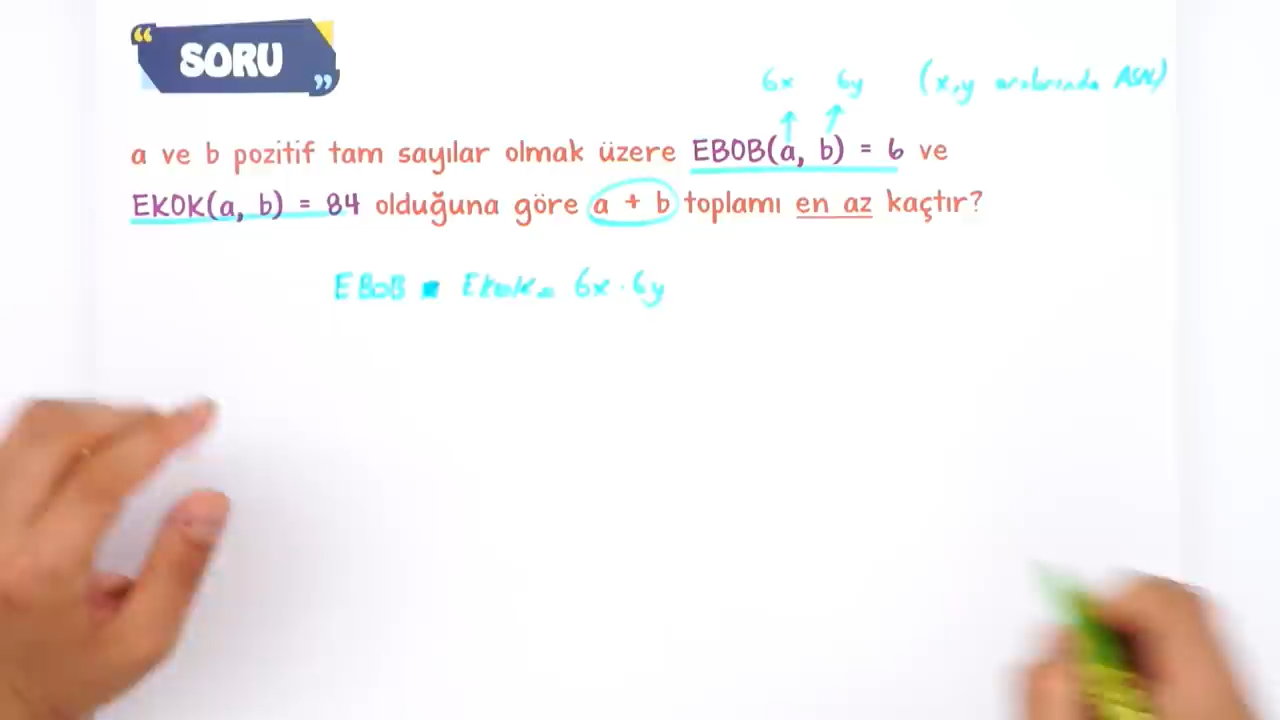 SORU
6x 6y (x,y aralarında ASAL)
a ve b pozitif tam sayılar olmak üzere EBOB(a, b) = 6 ve
EKOK(a, b) = 84 olduğuna göre a + b toplamı en az kaçtır?
EBOB . EKOK = 6x . 6y